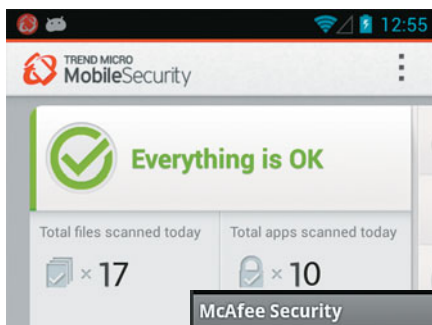 12:55
TREND MICRO
MobileSecurity
Everything is OK
Total files scanned today
Total apps scanned today
× 17
× 10
McAfee Security